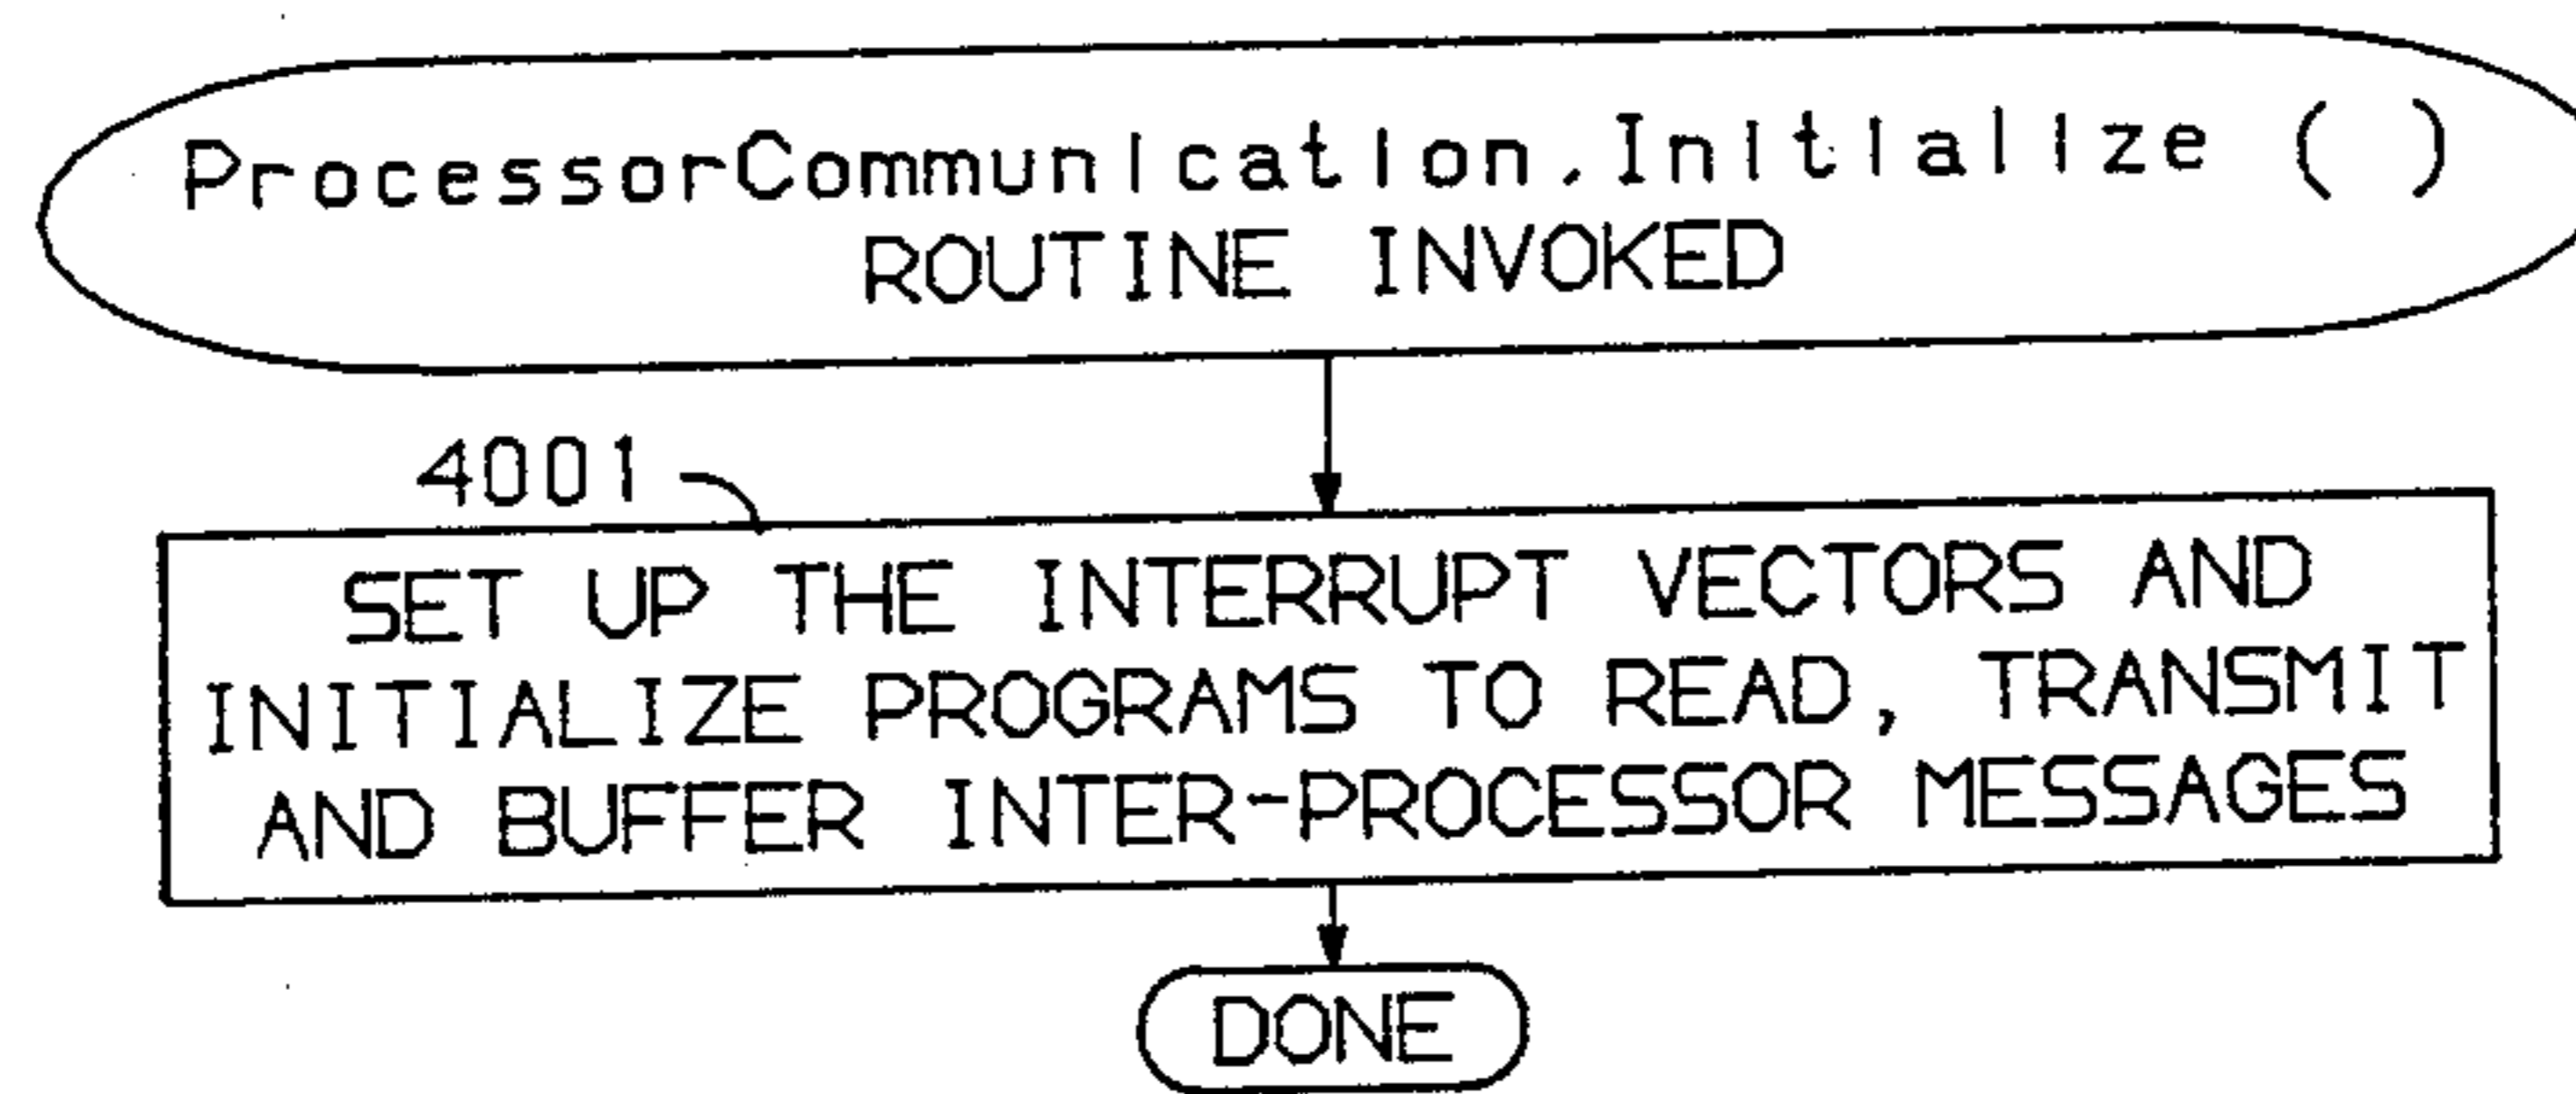 ProcessorCommunication.Initialize ( )
ROUTINE INVOKED
4001
SET UP THE INTERRUPT VECTORS AND
INITIALIZE PROGRAMS TO READ, TRANSMIT
AND BUFFER INTER-PROCESSOR MESSAGES
DONE